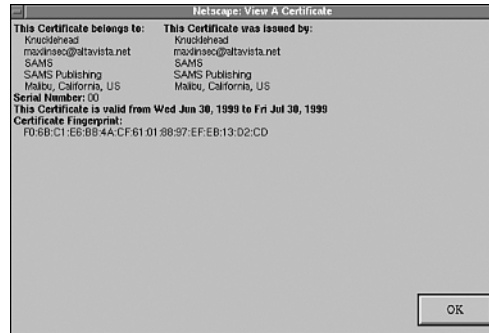 Netscape: View A Certificate
This Certificate belongs to:
Knucklehead
maxlinsec@altavista.net
SAMS
SAMS Publishing
Malibu, California, US
This Certificate was issued by:
Knucklehead
maxlinsec@altavista.net
SAMS
SAMS Publishing
Malibu, California, US
Serial Number: 00
This Certificate is valid from Wed Jun 30, 1999 to Fri Jul 30, 1999
Certificate Fingerprint:
F0:6B:C1:E6:BB:4A:CF:61:01:88:97:EF:EB:13:D2:CD
OK